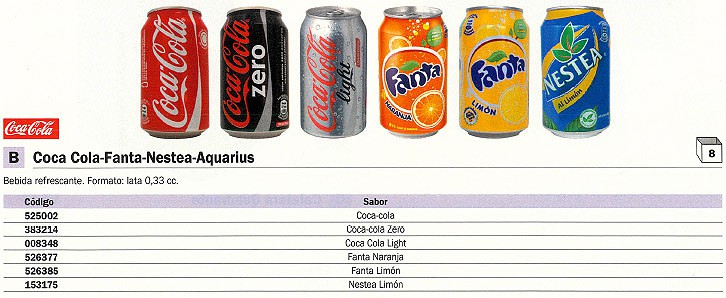 Coca-Cola
Coca-Cola zero
Coca-Cola light
Fanta NARANJA
Fanta LIMÓN
NESTEA Al Limón
Coca-Cola
B Coca Cola-Fanta-Nestea-Aquarius
8
Bebida refrescante. Formato: lata 0,33 cc.
Código Sabor
525002 Coca-cola
383214 Coca-cola Zero
008348 Coca Cola Light
526377 Fanta Naranja
526385 Fanta Limón
153175 Nestea Limón